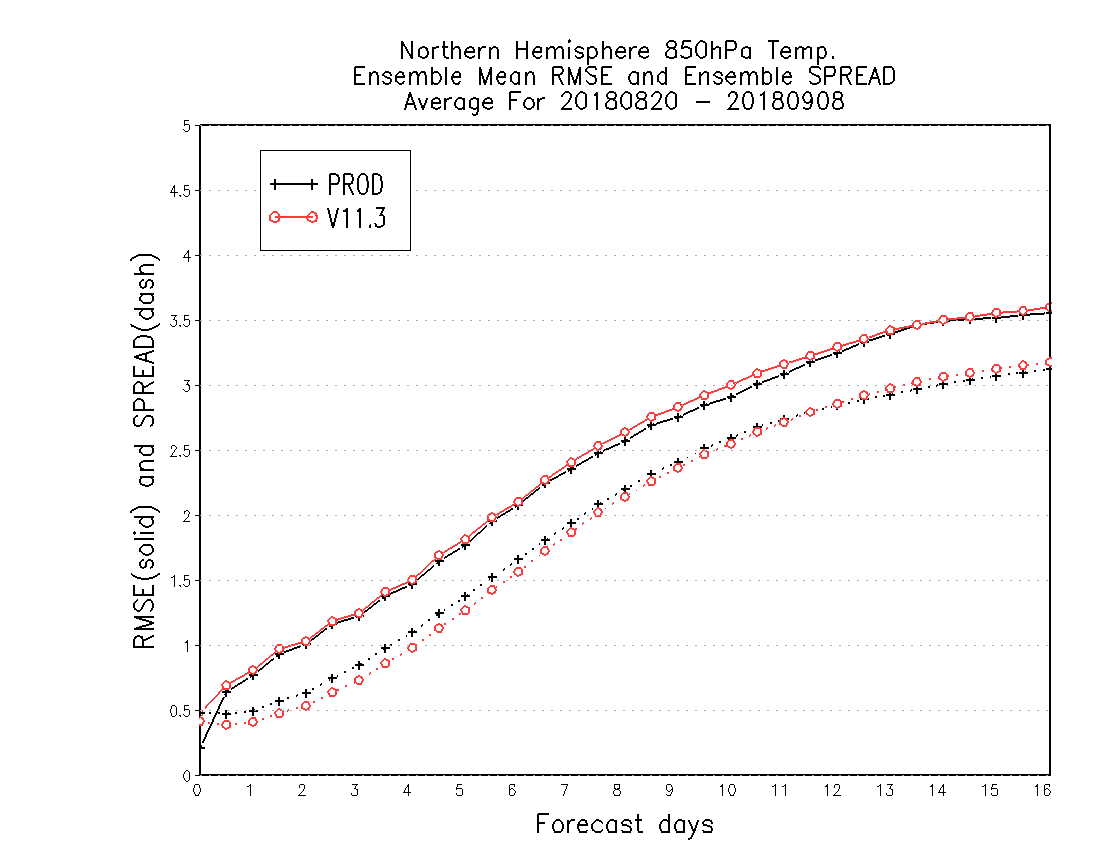 Northern Hemisphere 850hPa Temp.
Ensemble Mean RMSE and Ensemble SPREAD
Average For 20180820 – 20180908
5
4.5
4
3.5
3
2.5
2
1.5
1
0.5
0
RMSE(solid) and SPREAD(dash)
PROD
V11.3
0 1 2 3 4 5 6 7 8 9 10 11 12 13 14 15 16
Forecast days